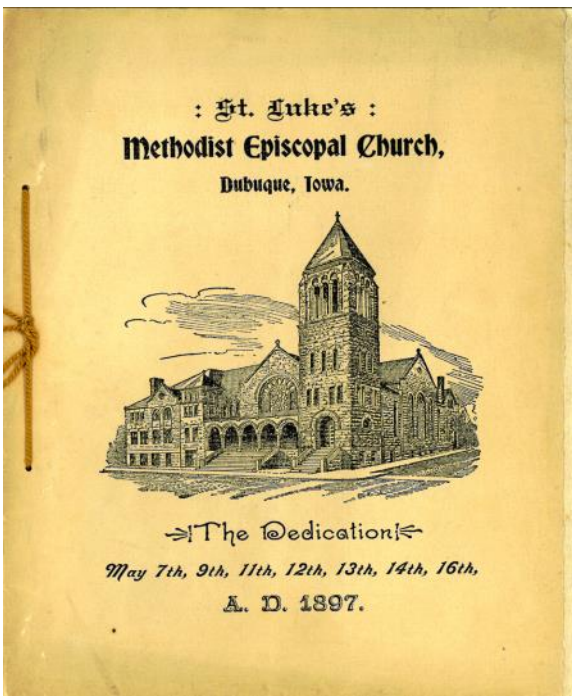 : St. Luke's :
Methodist Episcopal Church,
Dubuque, Iowa.
The Dedication
May 7th, 9th, 11th, 12th, 13th, 14th, 16th,
A. D. 1897.